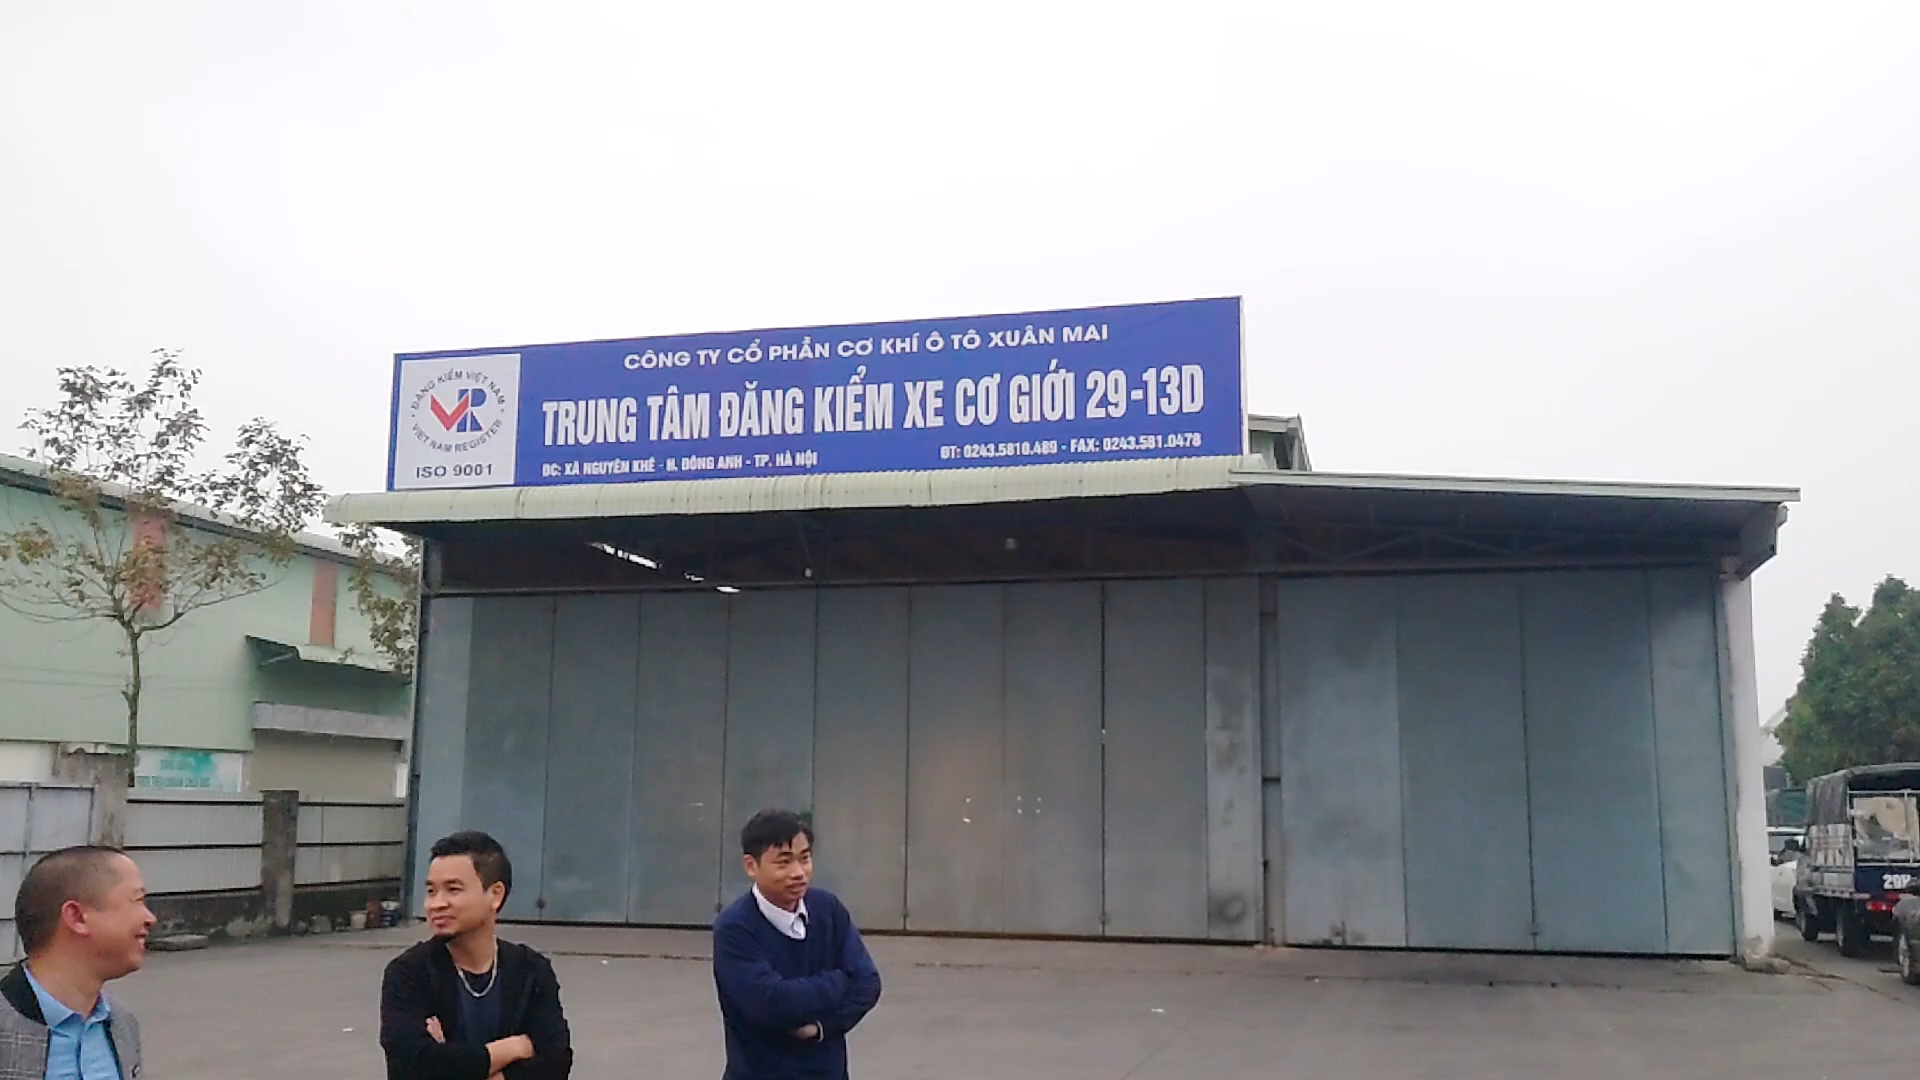 CÔNG TY CỔ PHẦN CƠ KHÍ Ô TÔ XUÂN MAI
TRUNG TÂM ĐĂNG KIỂM XE CƠ GIỚI 29-13D
ĐC: XÃ NGUYÊN KHÊ - H. ĐÔNG ANH - TP. HÀ NỘI
ĐT: 0243.5810.489 - FAX: 0243.581.0478
ĐĂNG KIỂM VIỆT NAM
VR
VIET NAM REGISTER
ISO 9001